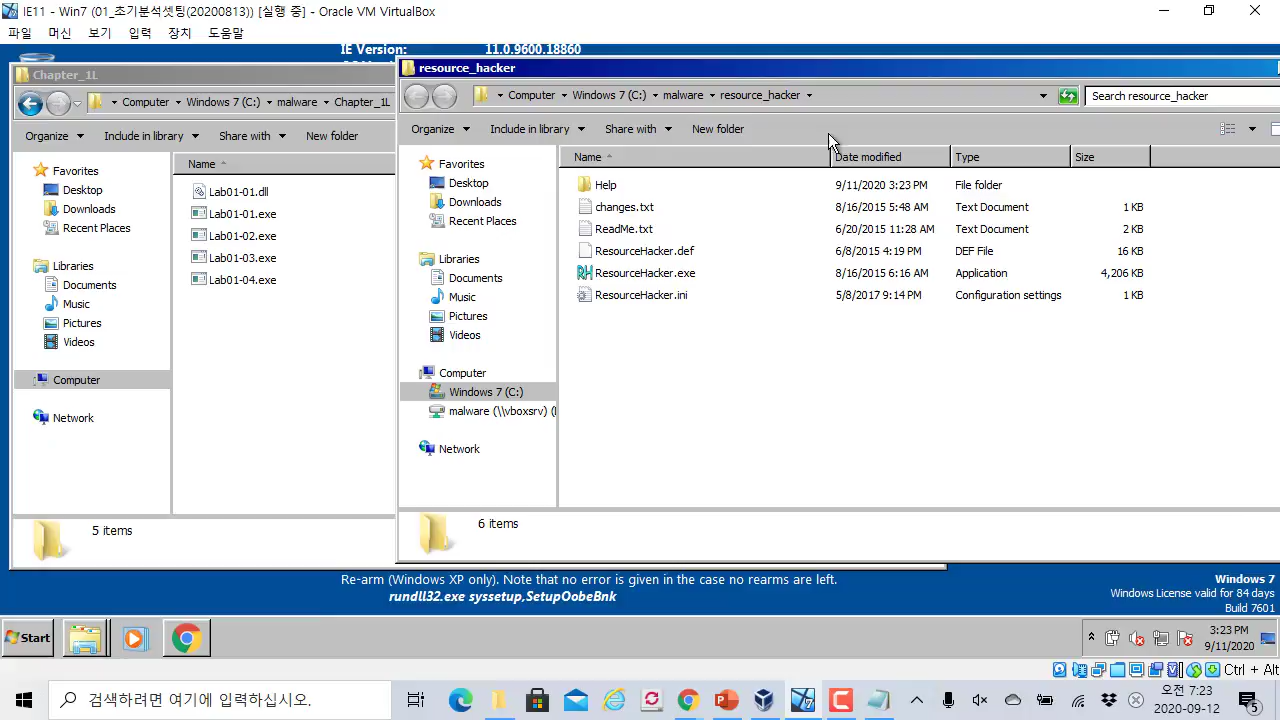 IE11 - Win7 (01_초기분석셋팅(20200813)) [실행 중] - Oracle VM VirtualBox
파일 머신 보기 입력 장치 도움말
IE Version: 11.0.9600.18860
Chapter_1L
Computer Windows 7 (C:) malware Chapter_1L
Organize Include in library Share with New folder
Favorites
Desktop
Downloads
Recent Places
Libraries
Documents
Music
Pictures
Videos
Computer
Network
Name
Lab01-01.dll
Lab01-01.exe
Lab01-02.exe
Lab01-03.exe
Lab01-04.exe
5 items
resource_hacker
Computer Windows 7 (C:) malware resource_hacker
Search resource_hacker
Organize Include in library Share with New folder
Favorites
Desktop
Downloads
Recent Places
Libraries
Documents
Music
Pictures
Videos
Computer
Windows 7 (C:)
malware (\\vboxsrv) (
Network
Name Date modified Type Size
Help 9/11/2020 3:23 PM File folder
changes.txt 8/16/2015 5:48 AM Text Document 1 KB
ReadMe.txt 6/20/2015 11:28 AM Text Document 2 KB
ResourceHacker.def 6/8/2015 4:19 PM DEF File 16 KB
ResourceHacker.exe 8/16/2015 6:16 AM Application 4,206 KB
ResourceHacker.ini 5/8/2017 9:14 PM Configuration settings 1 KB
6 items
Re-arm (Windows XP only). Note that no error is given in the case no rearms are left.
rundll32.exe syssetup,SetupOobeBnk
Windows 7
Windows License valid for 84 days
Build 7601
Start
3:23 PM
9/11/2020
Ctrl + Alt
검색하려면 여기에 입력하십시오.
오전 7:23
2020-09-12
5